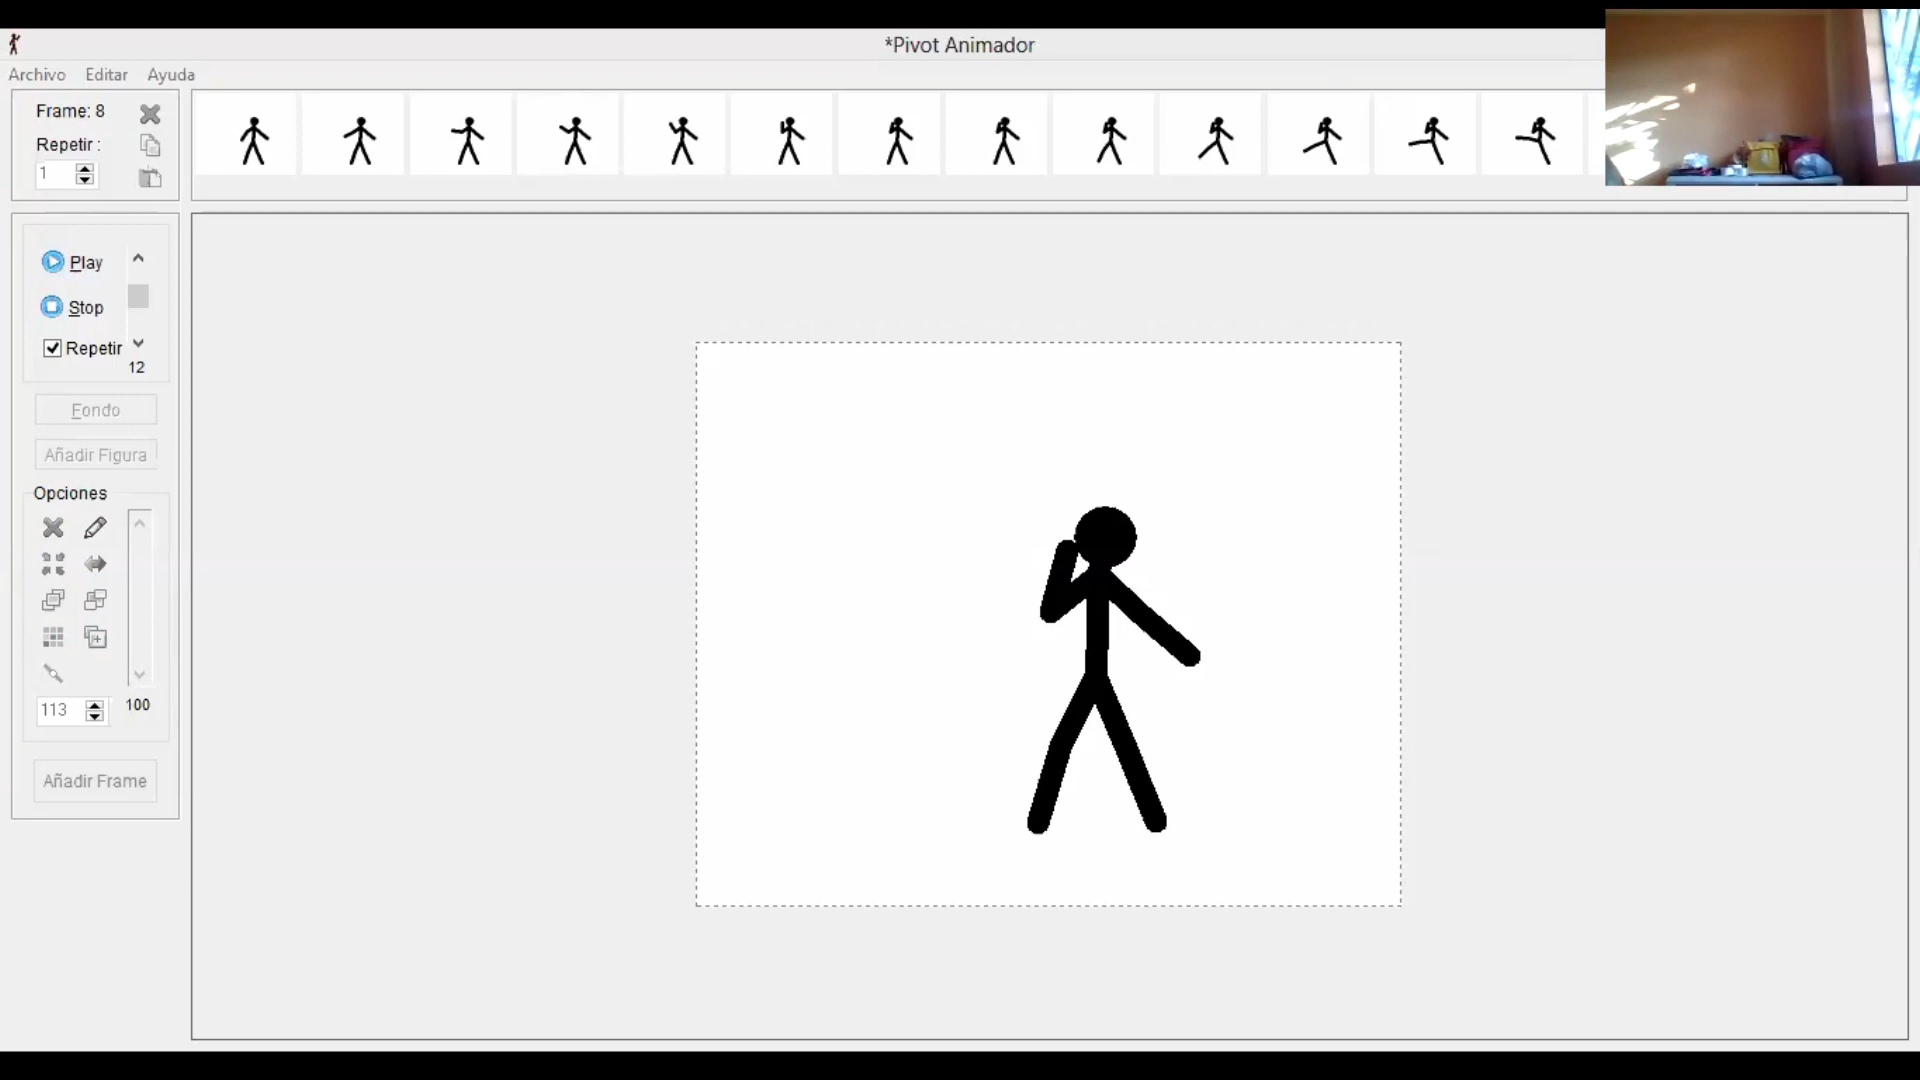 *Pivot Animador
Archivo Editar Ayuda
Frame: 8
Repetir :
1
Play
Stop
Repetir
12
Fondo
Añadir Figura
Opciones
113
100
Añadir Frame